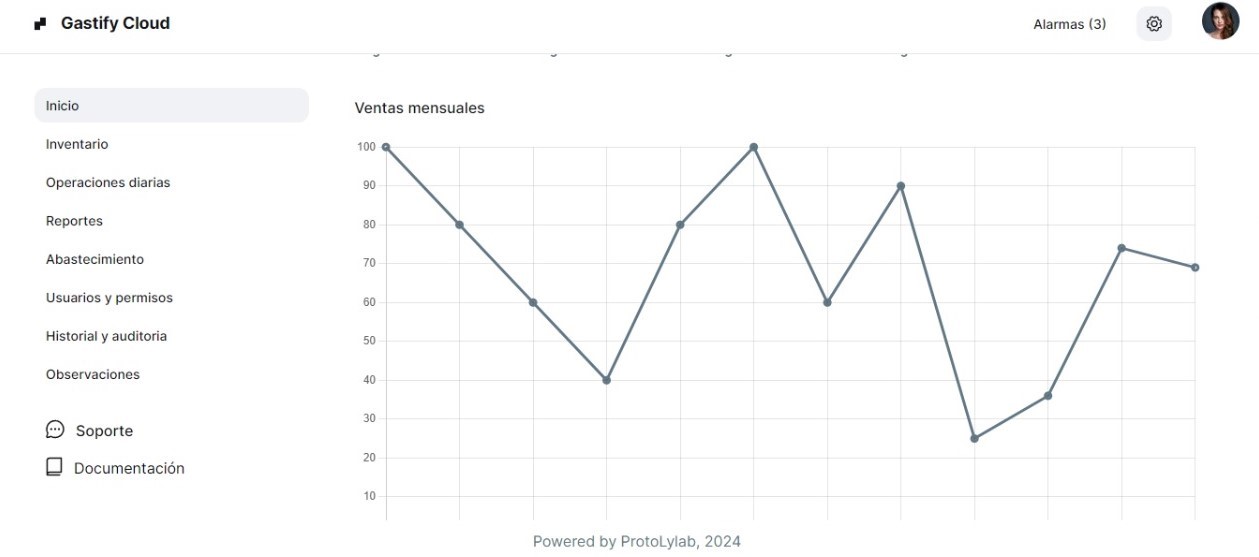 Gastify Cloud
Alarmas (3)
Inicio
Inventario
Operaciones diarias
Reportes
Abastecimiento
Usuarios y permisos
Historial y auditoria
Observaciones
Soporte
Documentación
Ventas mensuales
100
90
80
70
60
50
40
30
20
10
Powered by ProtoLylab, 2024